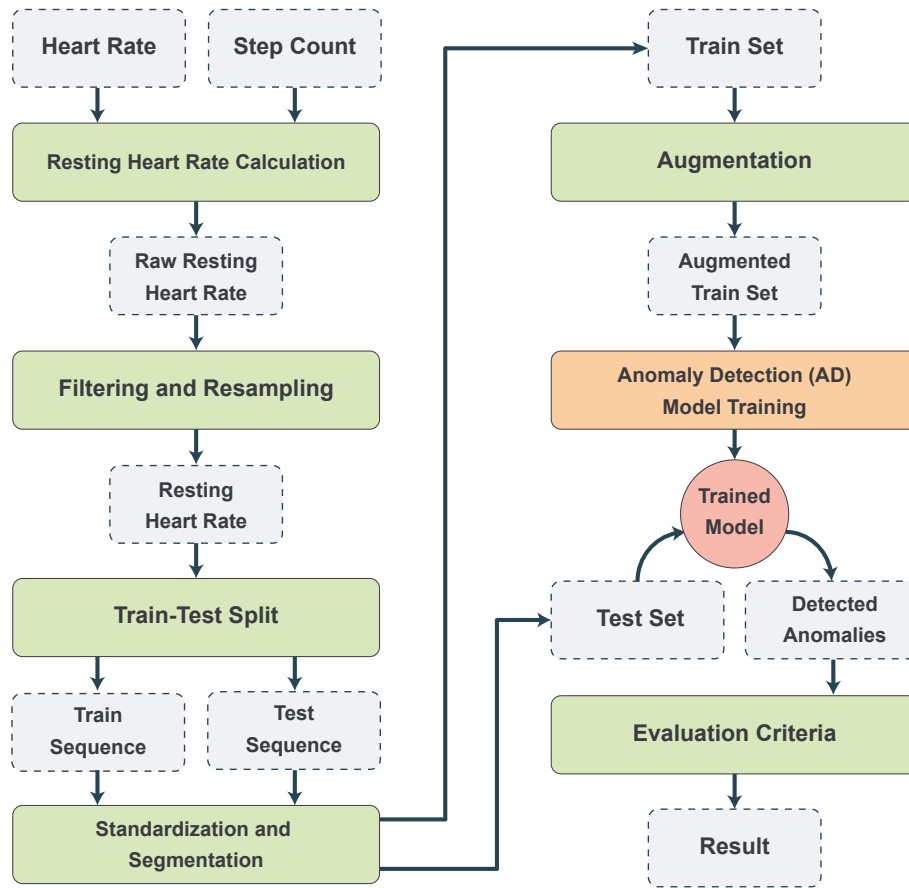 Heart Rate
Step Count
Resting Heart Rate Calculation
Raw Resting
Heart Rate
Filtering and Resampling
Resting
Heart Rate
Train-Test Split
Train
Sequence
Test
Sequence
Standardization and
Segmentation
Train Set
Augmentation
Augmented
Train Set
Anomaly Detection (AD)
Model Training
Trained
Model
Test Set
Detected
Anomalies
Evaluation Criteria
Result